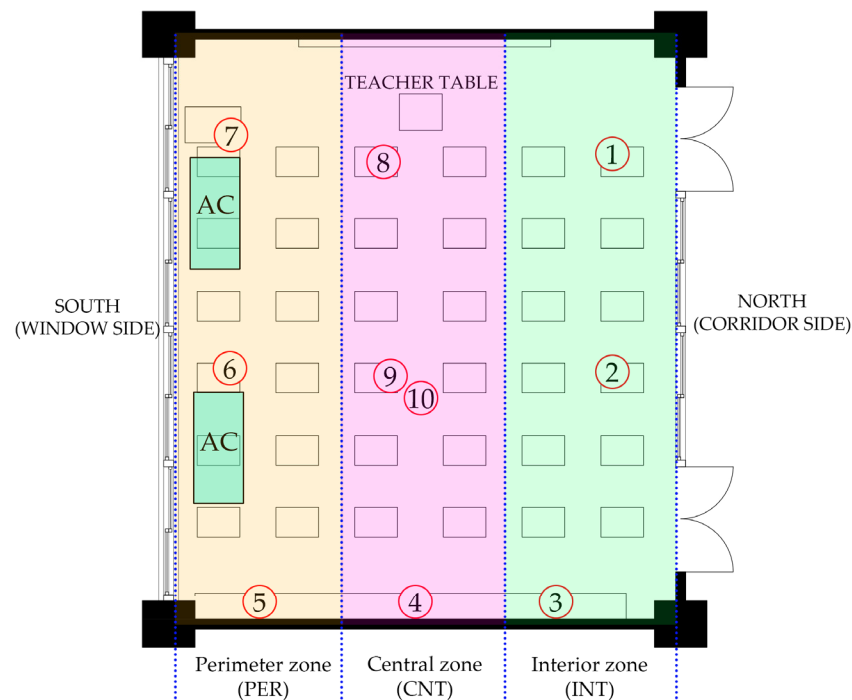 TEACHER TABLE
7
8
1
AC
SOUTH
(WINDOW SIDE)
NORTH
(CORRIDOR SIDE)
6
9
2
10
AC
5
4
3
Perimeter zone
(PER)
Central zone
(CNT)
Interior zone
(INT)